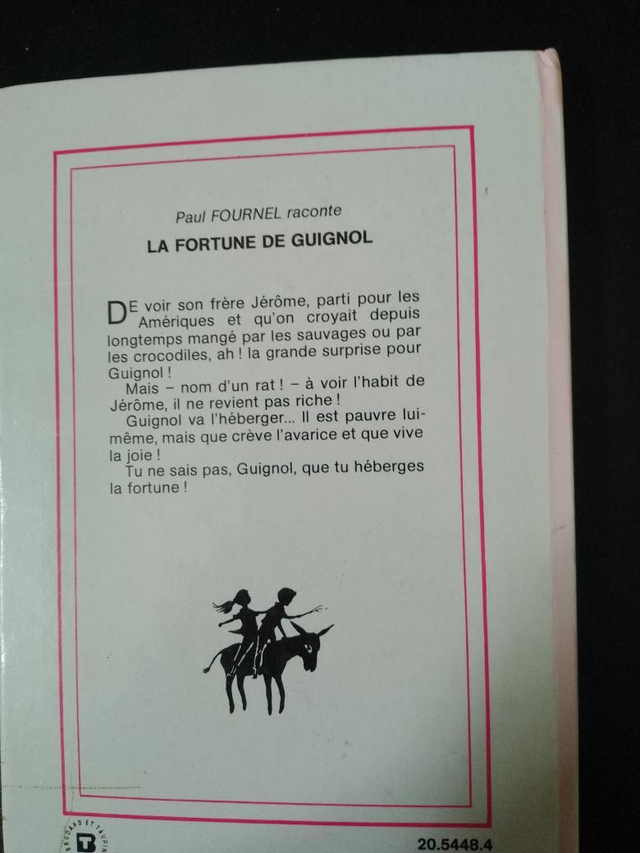 Paul FOURNEL raconte
LA FORTUNE DE GUIGNOL
DE voir son frère Jérôme, parti pour les
Amériques et qu'on croyait depuis
longtemps mangé par les sauvages ou par
les crocodiles, ah ! la grande surprise pour
Guignol !
Mais – nom d'un rat ! – à voir l'habit de
Jérôme, il ne revient pas riche !
Guignol va l'héberger... Il est pauvre lui-
même, mais que crève l'avarice et que vive
la joie !
Tu ne sais pas, Guignol, que tu héberges
la fortune !
BRODARD ET TAUPIN
TB
20.5448.4